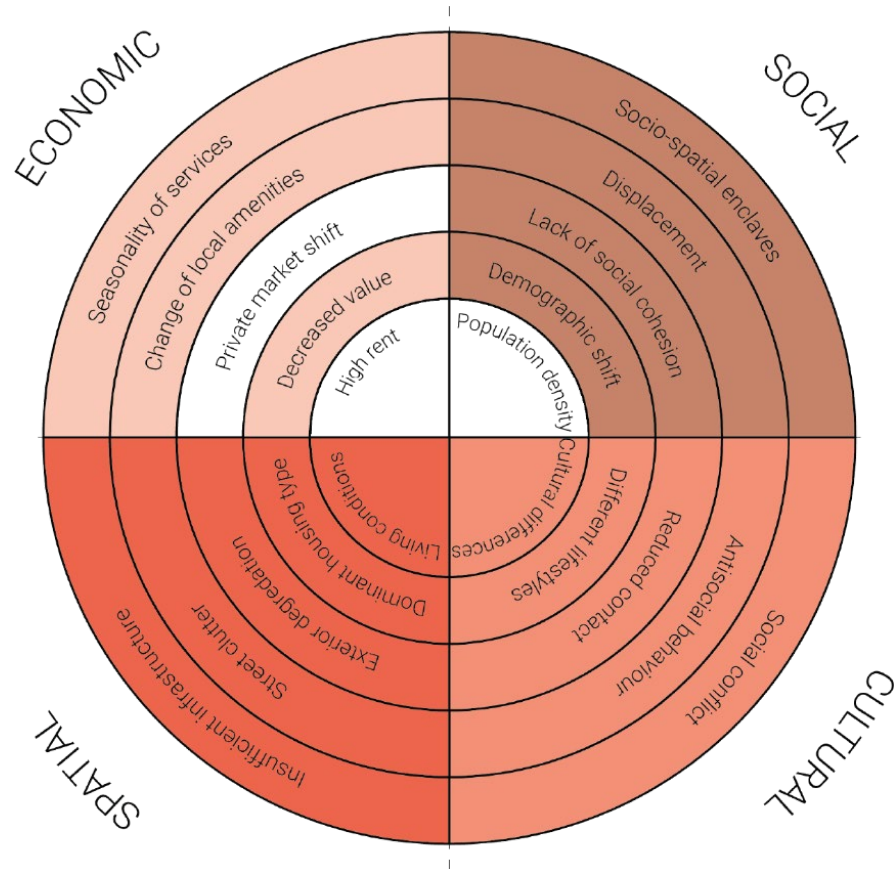 ECONOMIC
Seasonality of services
Change of local amenities
Private market shift
Decreased value
High rent
SOCIAL
Socio-spatial enclaves
Displacement
Lack of social cohesion
Demographic shift
Population density
SPATIAL
Living conditions
Dominant housing type
Exterior degredation
Street clutter
Insufficient infrastructure
CULTURAL
Cultural differences
Different lifestyles
Reduced contact
Antisocial behaviour
Social conflict